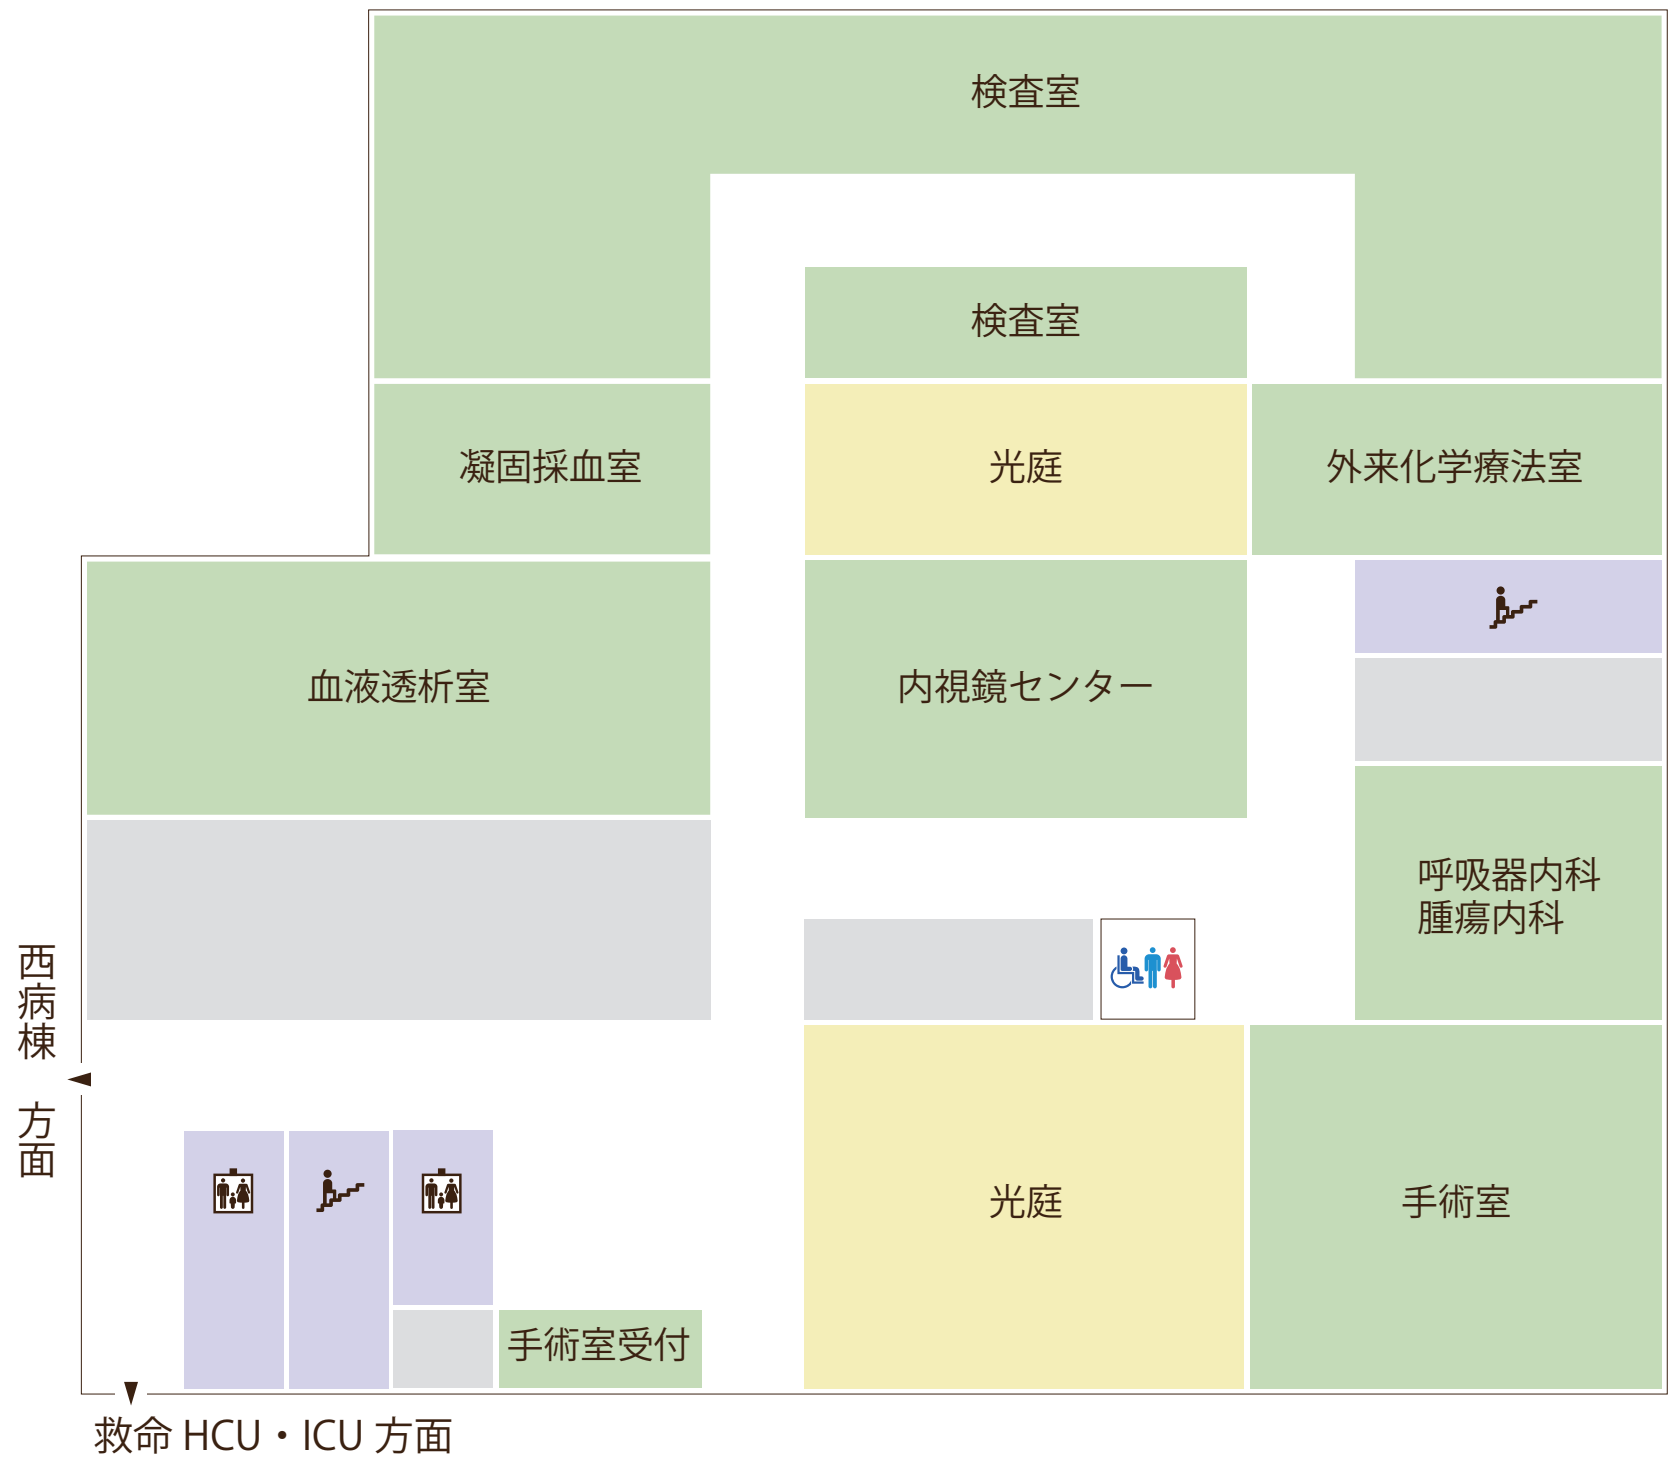 検査室
検査室
凝固採血室
光庭
外来化学療法室
血液透析室
内視鏡センター
呼吸器内科
腫瘍内科
西病棟 方面
光庭
手術室
手術室受付
救命 HCU・ICU 方面